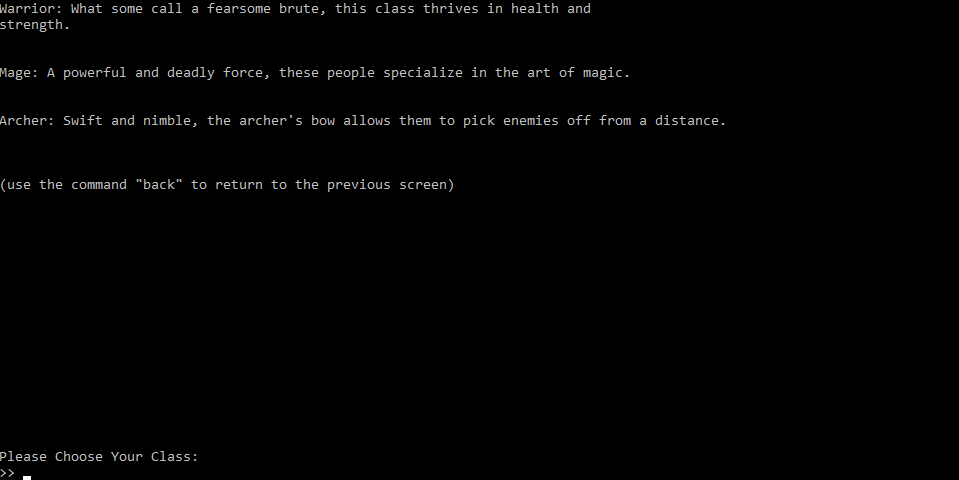 Warrior: What some call a fearsome brute, this class thrives in health and
strength.
Mage: A powerful and deadly force, these people specialize in the art of magic.
Archer: Swift and nimble, the archer's bow allows them to pick enemies off from a distance.
(use the command "back" to return to the previous screen)
Please Choose Your Class:
>>